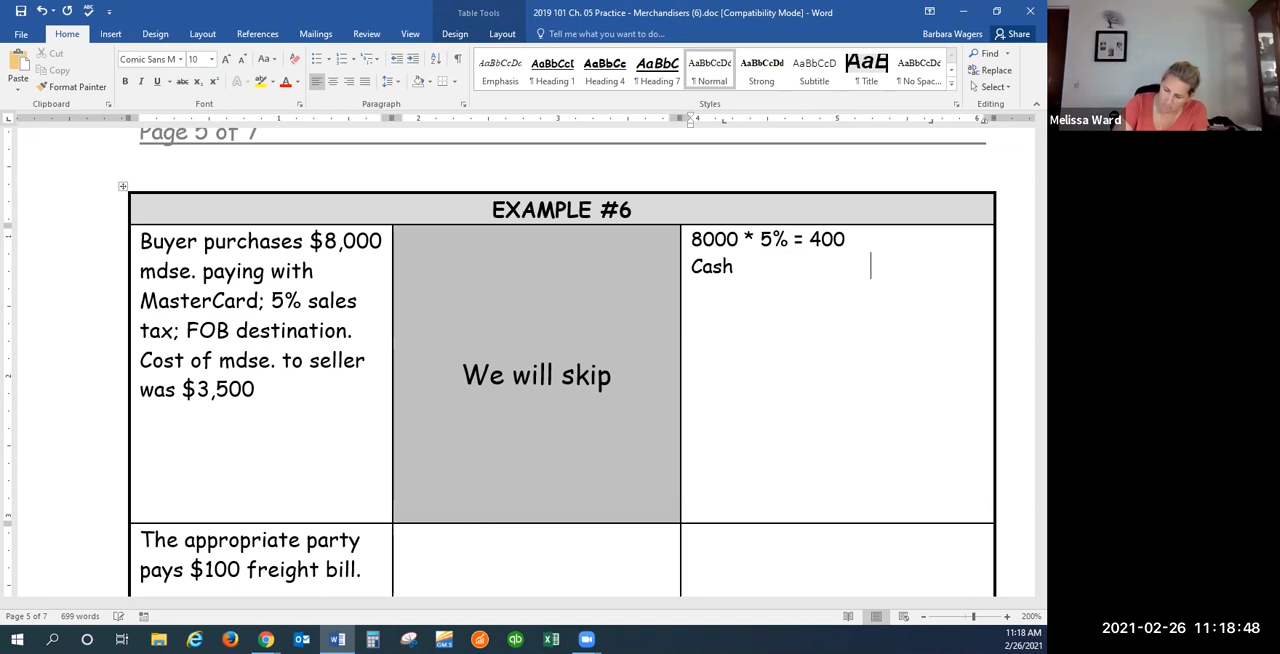 Table Tools
2019 101 Ch. 05 Practice - Merchandisers (6).doc [Compatibility Mode] - Word
File Home Insert Design Layout References Mailings Review View Design Layout Tell me what you want to do... Barbara Wagers Share
Paste
Cut
Copy
Format Painter
Clipboard
Comic Sans M 10
Font
Paragraph
AaBbCcDc AaBbCcI AaBbCc AaBbC AaBbCcDc AaBbCcDc AaBbCcD AaB AaBbCcDc
Emphasis ¶ Heading 1 Heading 4 ¶ Heading 7 ¶ Normal Strong Subtitle ¶ Title ¶ No Spac...
Styles
Find
Replace
Select
Editing
Melissa Ward
Page 5 of 7
EXAMPLE #6
Buyer purchases $8,000
mdse. paying with
MasterCard; 5% sales
tax; FOB destination.
Cost of mdse. to seller
was $3,500
We will skip
8000 * 5% = 400
Cash
The appropriate party
pays $100 freight bill.
Page 5 of 7 699 words
200%
11:18 AM
2/26/2021
2021-02-26 11:18:48